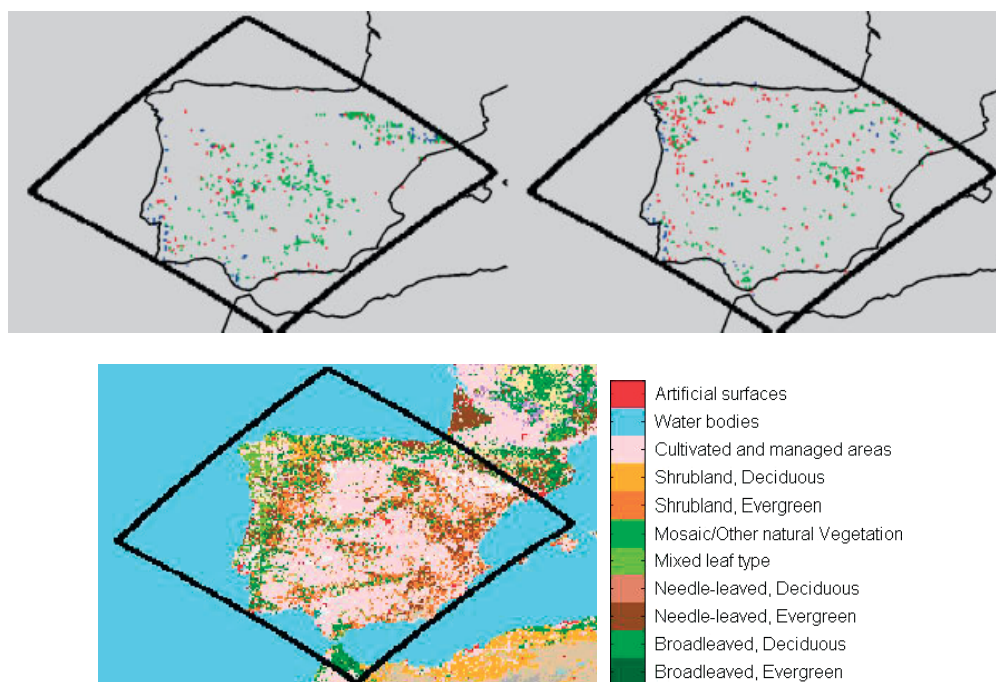 Artificial surfaces
Water bodies
Cultivated and managed areas
Shrubland, Deciduous
Shrubland, Evergreen
Mosaic/Other natural Vegetation
Mixed leaf type
Needle-leaved, Deciduous
Needle-leaved, Evergreen
Broadleaved, Deciduous
Broadleaved, Evergreen